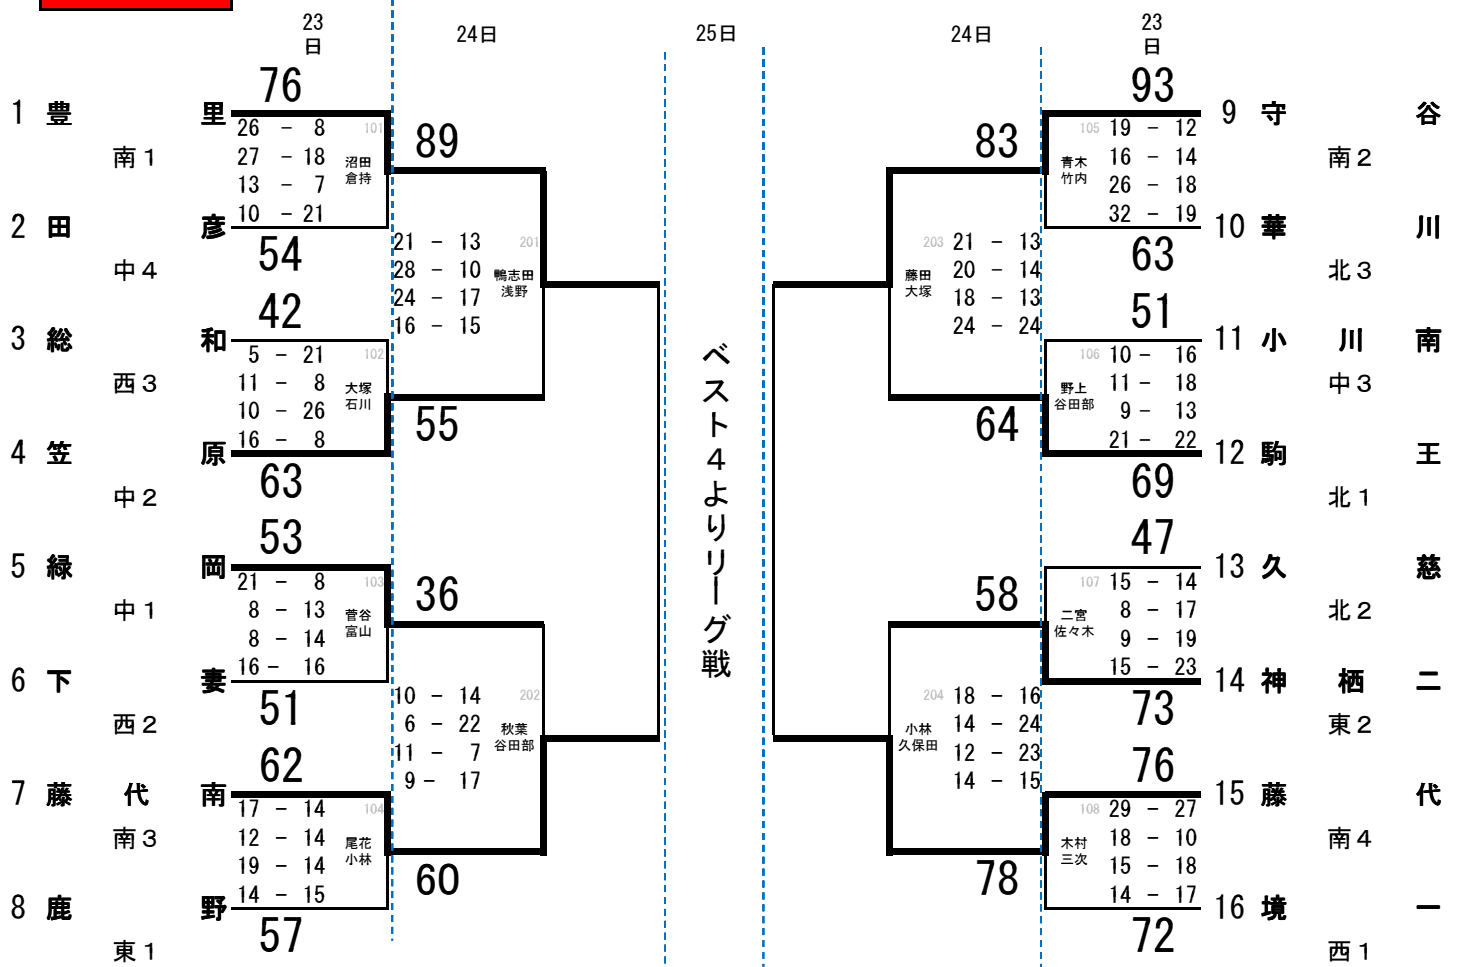 23日 24日 25日 24日 23日
1 豊里
南1
76
26 - 8
27 - 18
13 - 7
10 - 21
101
沼田
倉持
54
2 田彦
中4
3 総和
西3
42
5 - 21
11 - 8
10 - 26
16 - 8
102
大塚
石川
63
4 笠原
中2
5 緑岡
中1
53
21 - 8
8 - 13
8 - 14
16 - 16
103
菅谷
富山
51
6 下妻
西2
7 藤代南
南3
62
17 - 14
12 - 14
19 - 14
14 - 15
104
尾花
小林
57
8 鹿野
東1
89
21 - 13
28 - 10
24 - 17
16 - 15
201
鴨志田
浅野
55
36
10 - 14
6 - 22
11 - 7
9 - 17
202
秋葉
谷田部
60
ベスト4よりリーグ戦
83
203
藤田
大塚
21 - 13
20 - 14
18 - 13
24 - 24
64
58
204
小林
久保田
18 - 16
14 - 24
12 - 23
14 - 15
78
93
105
青木
竹内
19 - 12
16 - 14
26 - 18
32 - 19
63
9 守谷
南2
10 華川
北3
51
106
野上
谷田部
10 - 16
11 - 18
9 - 13
21 - 22
69
11 小川南
中3
12 駒王
北1
47
107
二宮
佐々木
15 - 14
8 - 17
9 - 19
15 - 23
73
13 久慈
北2
14 神栖二
東2
76
108
木村
三次
29 - 27
18 - 10
15 - 18
14 - 17
72
15 藤代
南4
16 境一
西1